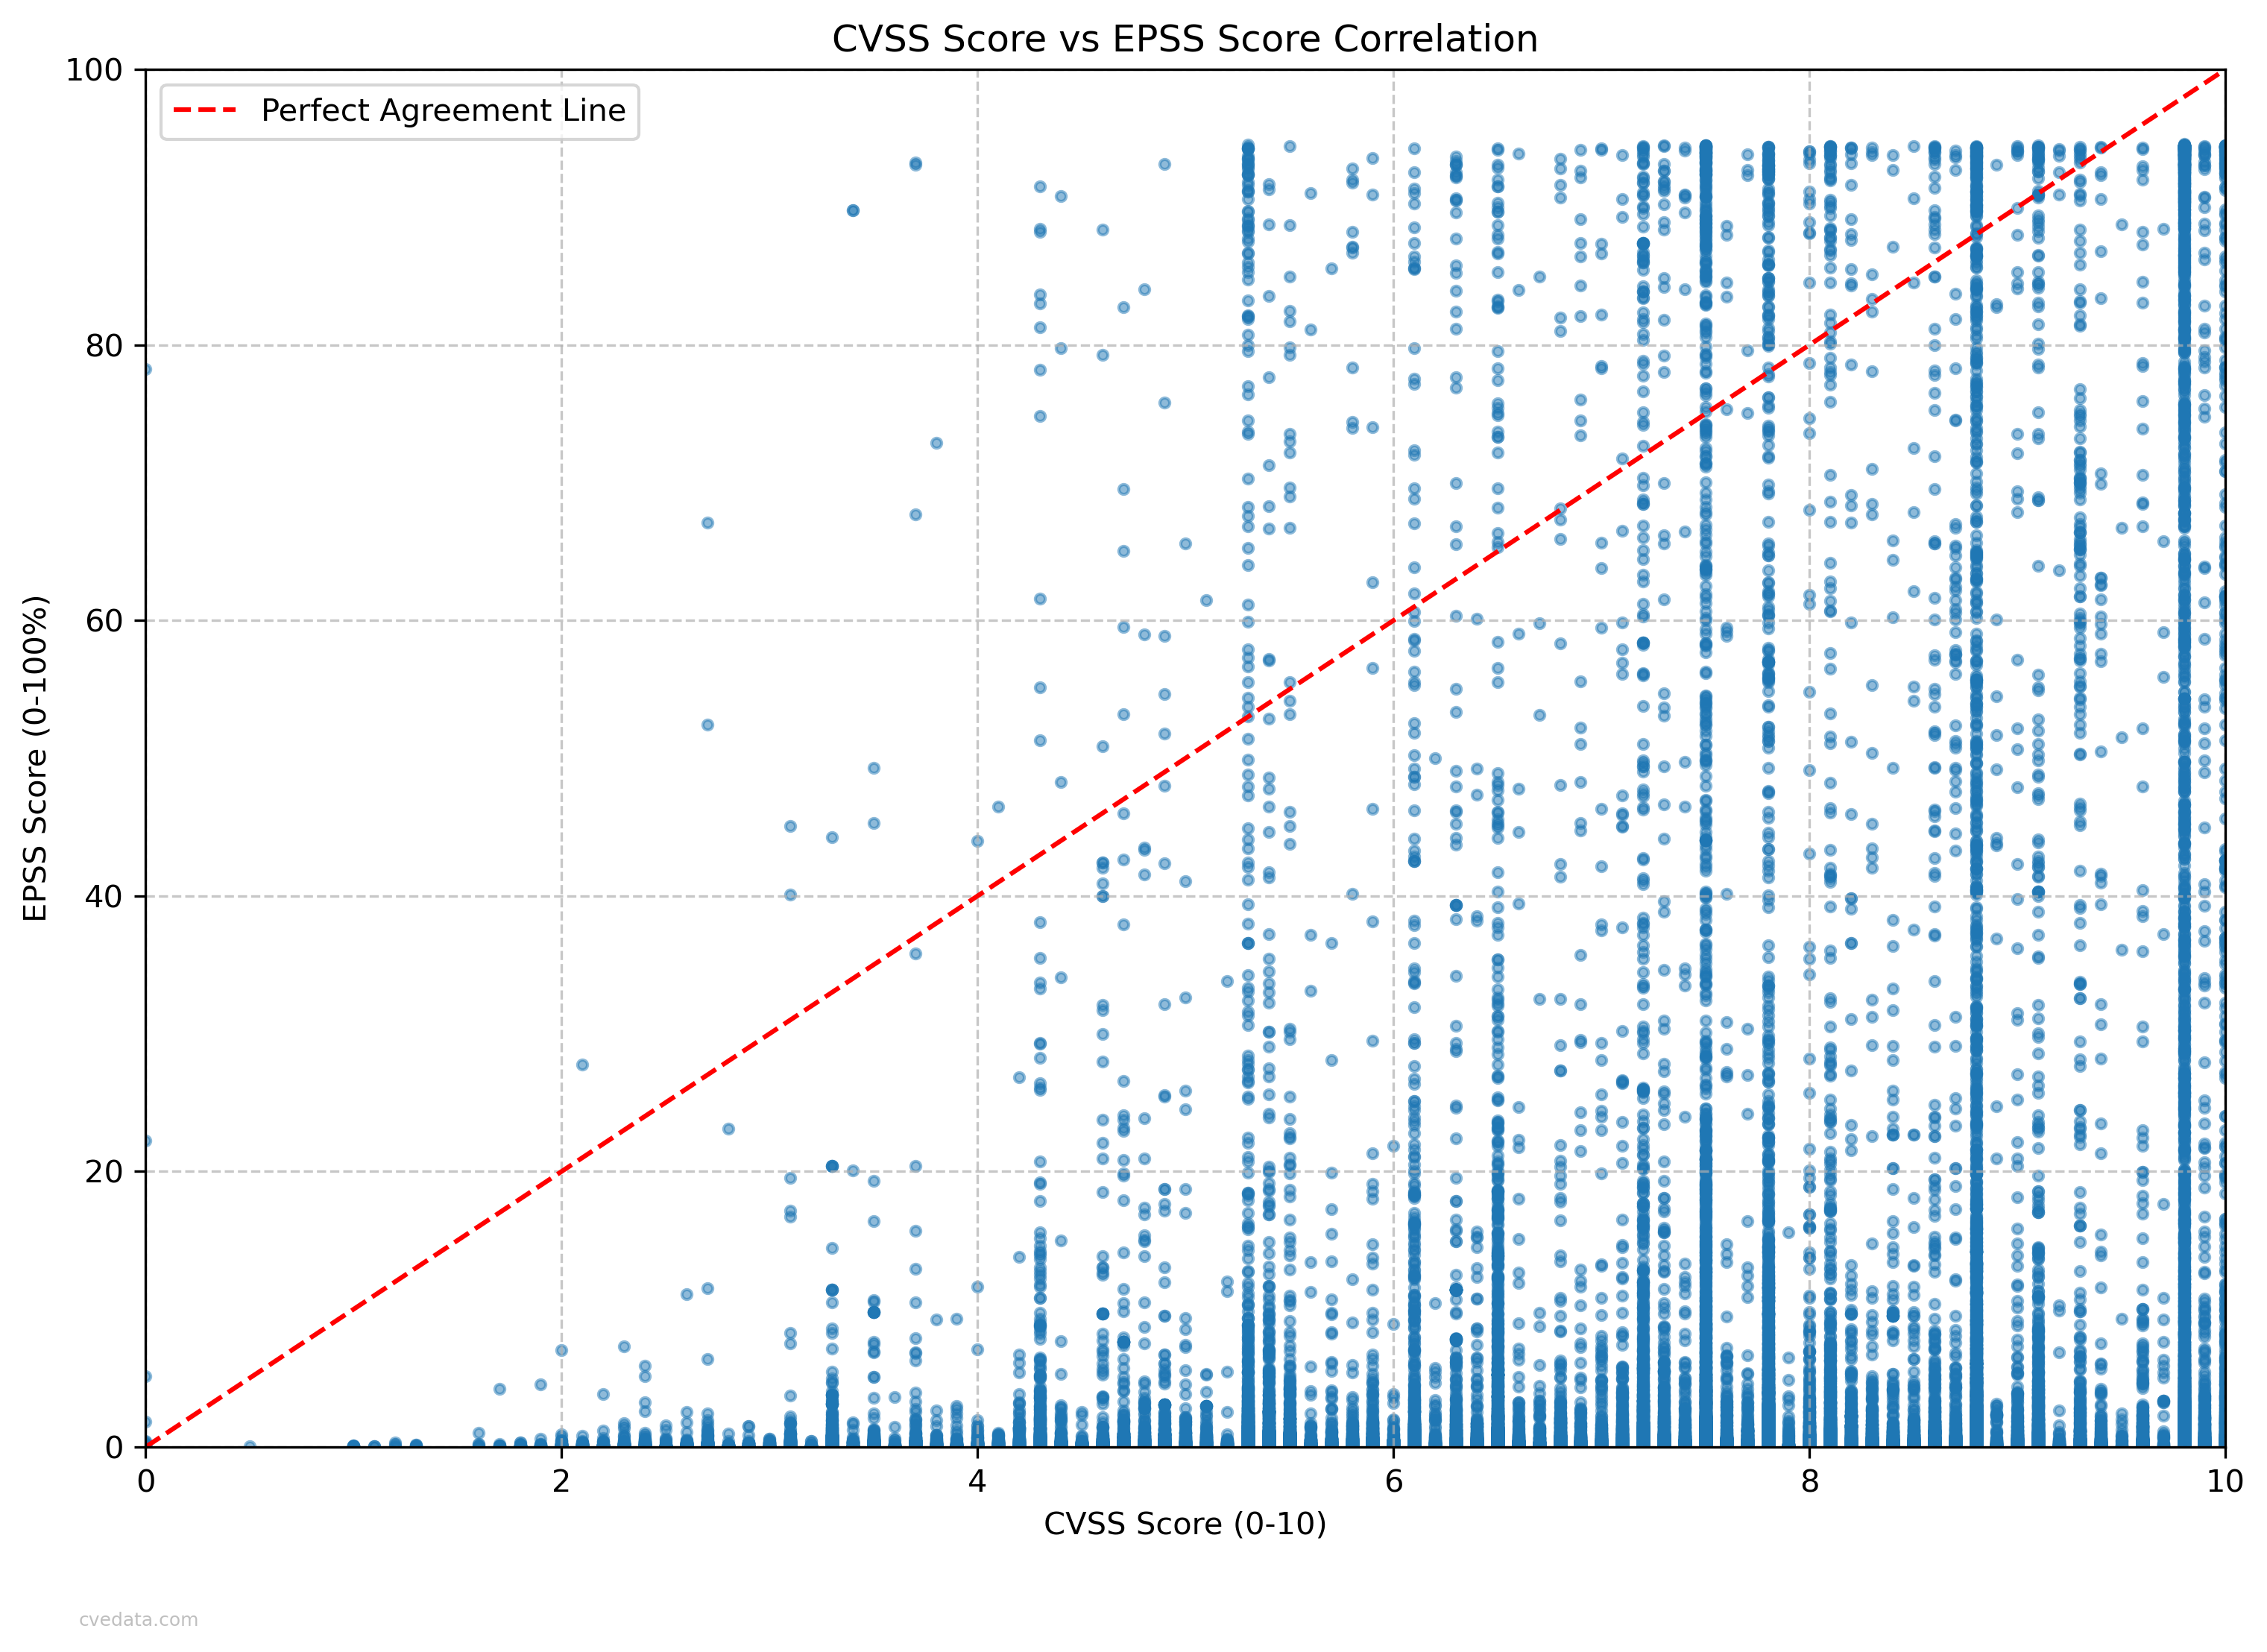 CVSS Score vs EPSS Score Correlation
100
Perfect Agreement Line
80
60
EPSS Score (0-100%)
40
20
0
0 2 4 6 8 10
CVSS Score (0-10)
cvedata.com